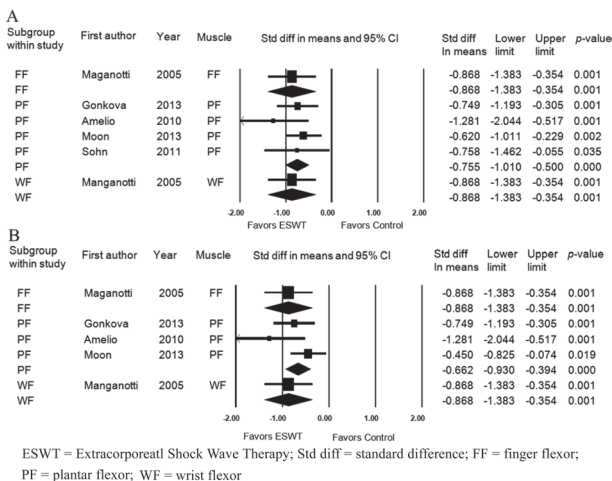 A
Subgroup within study First author Year Muscle Std diff in means and 95% CI Std diff In means Lower limit Upper limit p-value
FF Maganotti 2005 FF -0.868 -1.383 -0.354 0.001
FF -0.868 -1.383 -0.354 0.001
PF Gonkova 2013 PF -0.749 -1.193 -0.305 0.001
PF Amelio 2010 PF -1.281 -2.044 -0.517 0.001
PF Moon 2013 PF -0.620 -1.011 -0.229 0.002
PF Sohn 2011 PF -0.758 -1.462 -0.055 0.035
PF -0.755 -1.010 -0.500 0.000
WF Manganotti 2005 WF -0.868 -1.383 -0.354 0.001
WF -0.868 -1.383 -0.354 0.001
-2.00 -1.00 0.00 1.00 2.00
Favors ESWT Favors Control
B
Subgroup within study First author Year Muscle Std diff in means and 95% CI Std diff In means Lower limit Upper limit p-value
FF Maganotti 2005 FF -0.868 -1.383 -0.354 0.001
FF -0.868 -1.383 -0.354 0.001
PF Gonkova 2013 PF -0.749 -1.193 -0.305 0.001
PF Amelio 2010 PF -1.281 -2.044 -0.517 0.001
PF Moon 2013 PF -0.450 -0.825 -0.074 0.019
PF -0.662 -0.930 -0.394 0.000
WF Manganotti 2005 WF -0.868 -1.383 -0.354 0.001
WF -0.868 -1.383 -0.354 0.001
-2.00 -1.00 0.00 1.00 2.00
Favors ESWT Favors Control
ESWT = Extracorporeatl Shock Wave Therapy; Std diff = standard difference; FF = finger flexor;
PF = plantar flexor; WF = wrist flexor